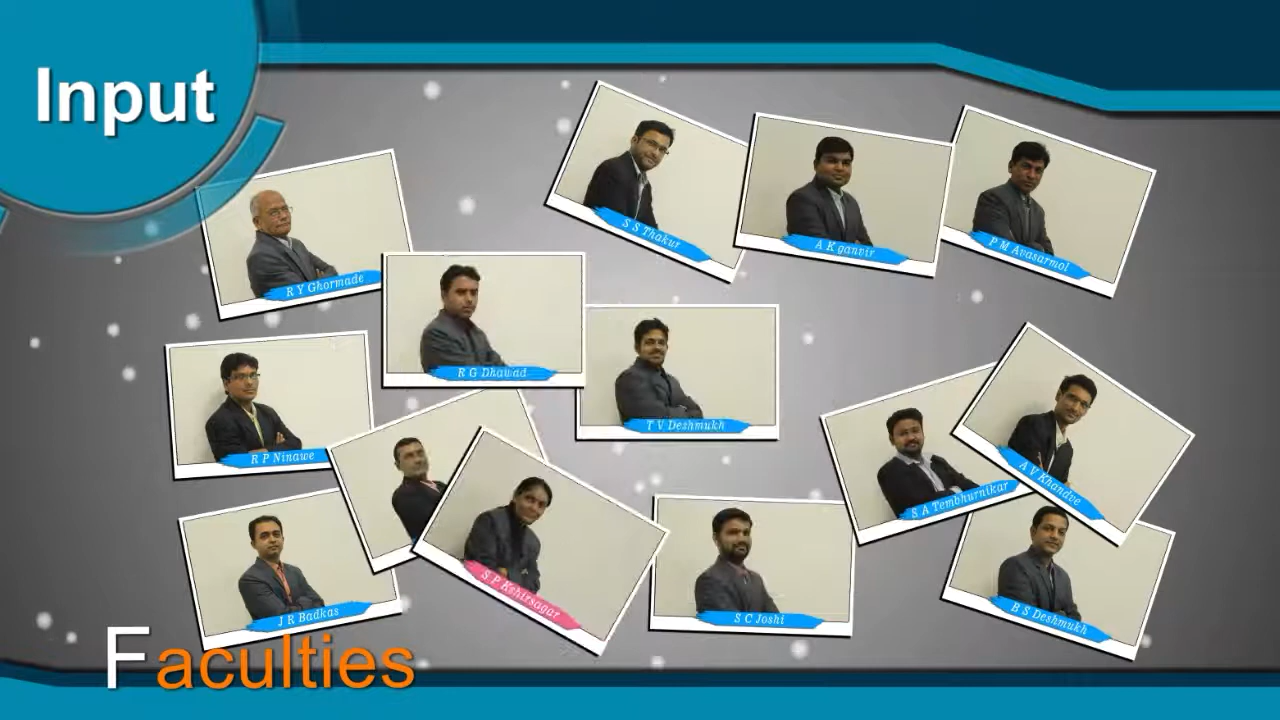 Input
S S Thakur
A K ganvir
P M Avasarmol
R Y Ghormade
R G Dhawad
T V Deshmukh
R P Ninawe
S A Tembhurnikar
A V Khandve
S P Kshirsagar
J R Badkas
S C Joshi
B S Deshmukh
Faculties